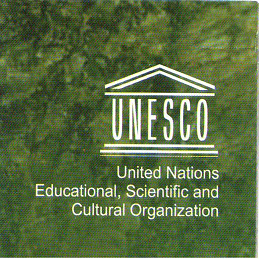 UNESCO
United Nations
Educational, Scientific and
Cultural Organization